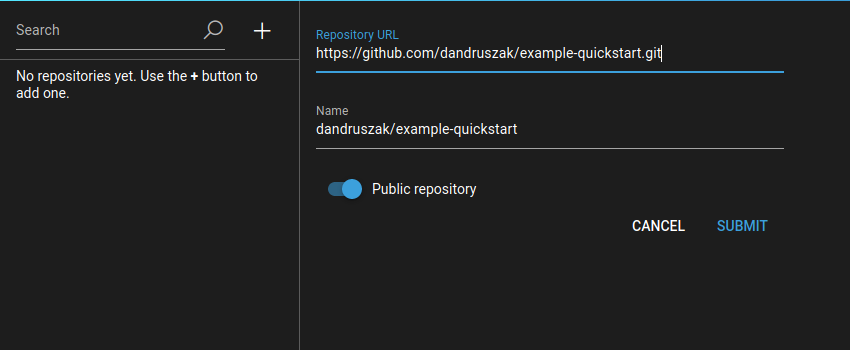 Search
No repositories yet. Use the + button to
add one.
Repository URL
https://github.com/dandruszak/example-quickstart.git
Name
dandruszak/example-quickstart
Public repository
CANCEL SUBMIT